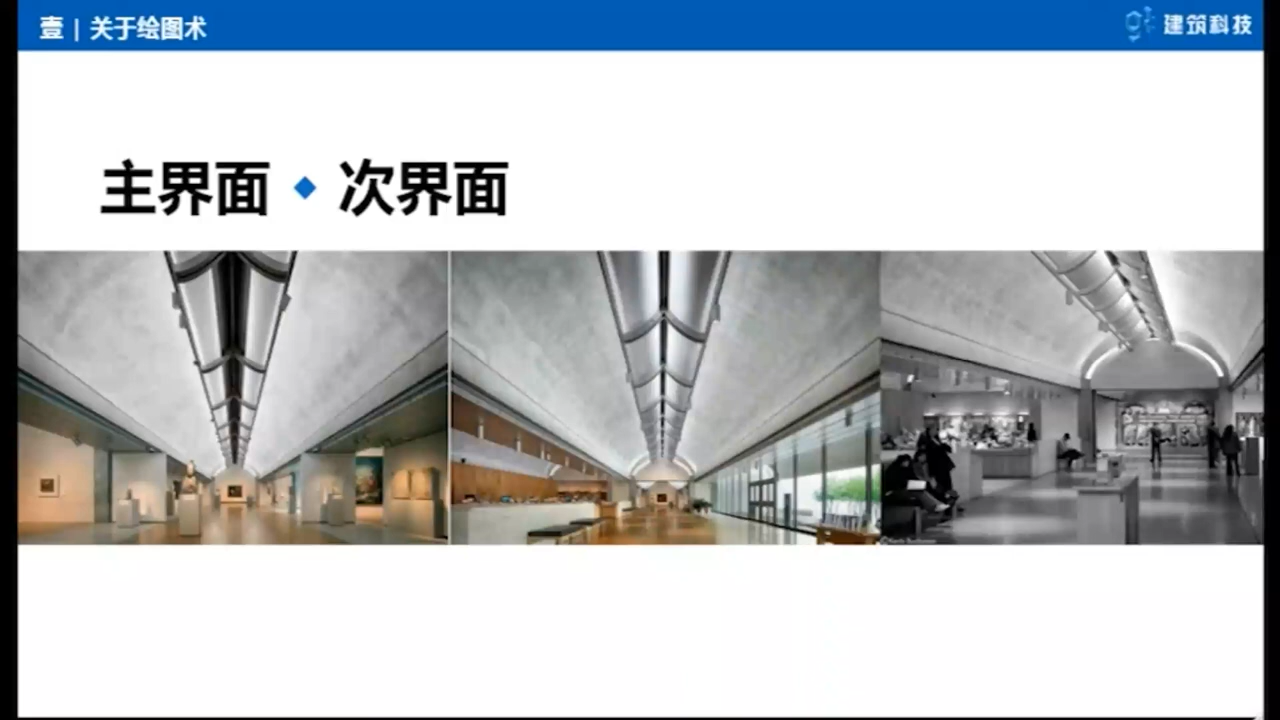 壹 | 关于绘图术
建筑科技
主界面 ◆ 次界面